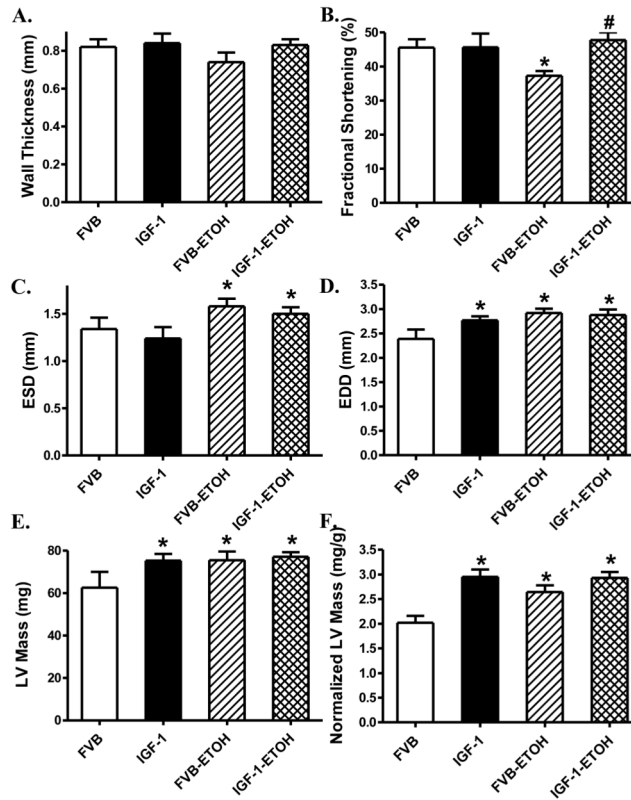 A.
Wall Thickness (mm)
0.8
0.6
0.4
0.2
0.0
FVB
IGF-1
FVB-ETOH
IGF-1-ETOH
B.
Fractional Shortening (%)
50
40
30
20
10
0
*
#
FVB
IGF-1
FVB-ETOH
IGF-1-ETOH
C.
ESD (mm)
1.5
1.0
0.5
0.0
*
*
FVB
IGF-1
FVB-ETOH
IGF-1-ETOH
D.
EDD (mm)
3.5
3.0
2.5
2.0
1.5
1.0
0.5
0.0
*
*
*
FVB
IGF-1
FVB-ETOH
IGF-1-ETOH
E.
LV Mass (mg)
80
60
40
20
0
*
*
*
FVB
IGF-1
FVB-ETOH
IGF-1-ETOH
F.
Normalized LV Mass (mg/g)
3.5
3.0
2.5
2.0
1.5
1.0
0.5
0.0
*
*
*
FVB
IGF-1
FVB-ETOH
IGF-1-ETOH